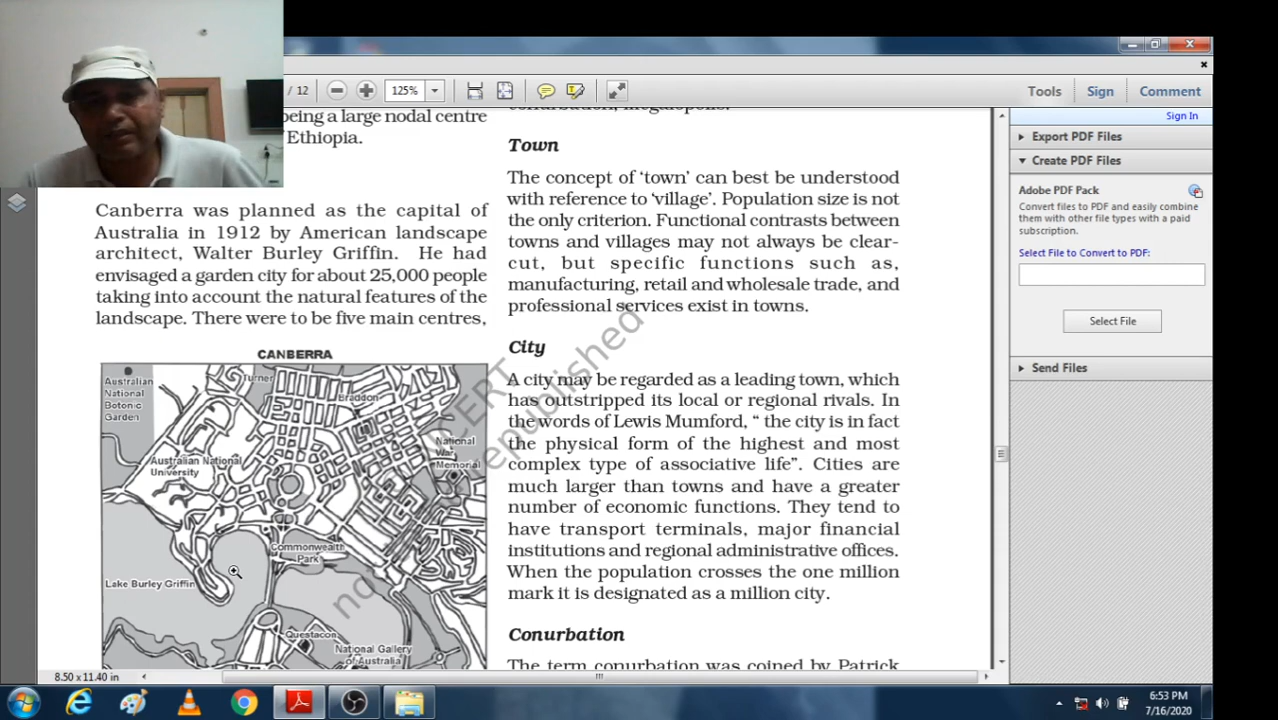 / 12
125%
Tools
Sign
Comment
Sign In
being a large nodal centre
Ethiopia.
Canberra was planned as the capital of
Australia in 1912 by American landscape
architect, Walter Burley Griffin. He had
envisaged a garden city for about 25,000 people
taking into account the natural features of the
landscape. There were to be five main centres,
CANBERRA
Australian
National
Botonic
Garden
Turner
Braddon
National
War
Memorial
Australian National
University
Commonwealth
Park
Lake Burley Griffin
Questacon
National Gallery
of Australia
Town
The concept of ‘town’ can best be understood
with reference to ‘village’. Population size is not
the only criterion. Functional contrasts between
towns and villages may not always be clear-
cut, but specific functions such as,
manufacturing, retail and wholesale trade, and
professional services exist in towns.
City
A city may be regarded as a leading town, which
has outstripped its local or regional rivals. In
the words of Lewis Mumford, “ the city is in fact
the physical form of the highest and most
complex type of associative life”. Cities are
much larger than towns and have a greater
number of economic functions. They tend to
have transport terminals, major financial
institutions and regional administrative offices.
When the population crosses the one million
mark it is designated as a million city.
Conurbation
The term conurbation was coined by Patrick
republished
Export PDF Files
Create PDF Files
Adobe PDF Pack
Convert files to PDF and easily combine
them with other file types with a paid
subscription.
Select File to Convert to PDF:
Select File
Send Files
8.50 x 11.40 in
6:53 PM
7/16/2020